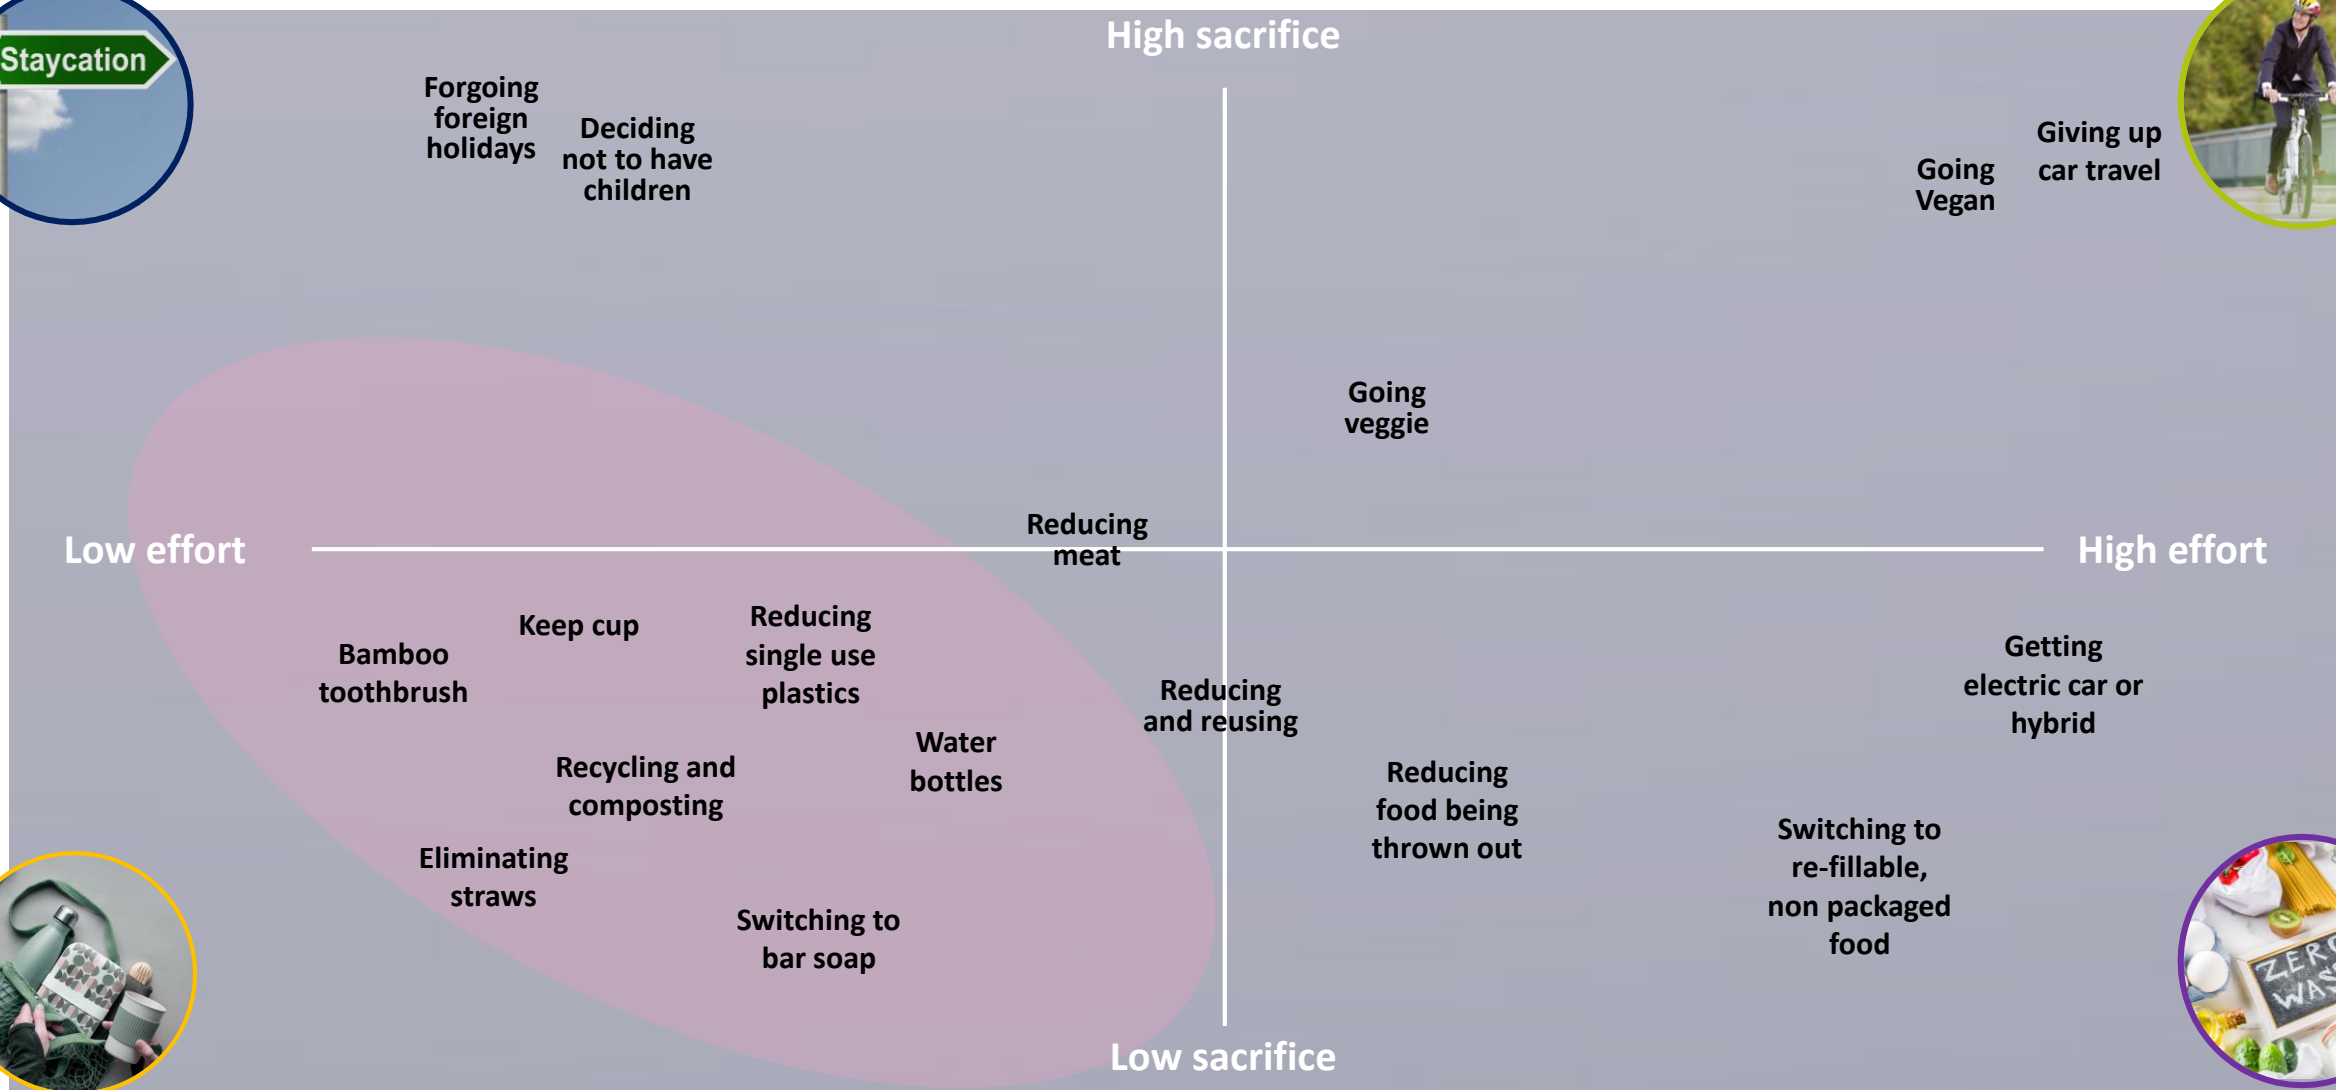 Staycation
High sacrifice
Forgoing
foreign
holidays
Deciding
not to have
children
Going
Vegan
Giving up
car travel
Going
veggie
Reducing
meat
Low effort
High effort
Keep cup
Bamboo
toothbrush
Reducing
single use
plastics
Reducing
and reusing
Getting
electric car or
hybrid
Water
bottles
Recycling and
composting
Reducing
food being
thrown out
Eliminating
straws
Switching to
bar soap
Switching to
re-fillable,
non packaged
food
Low sacrifice